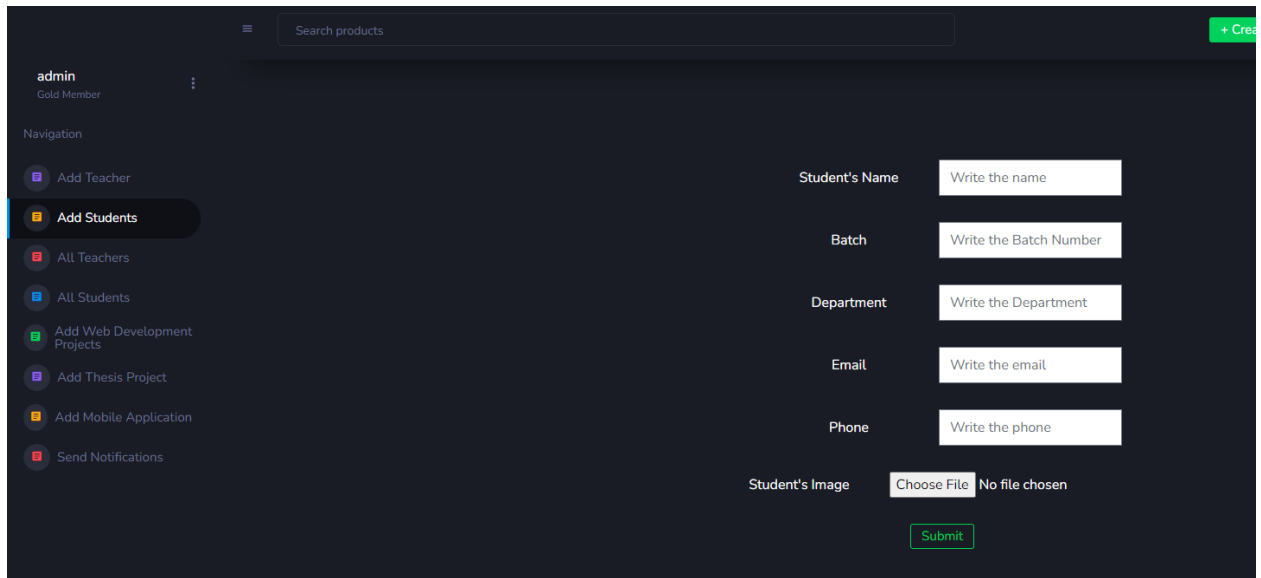 Search products
+ Crea
admin
Gold Member
Navigation
Add Teacher
Add Students
All Teachers
All Students
Add Web Development
Projects
Add Thesis Project
Add Mobile Application
Send Notifications
Student's Name Write the name
Batch Write the Batch Number
Department Write the Department
Email Write the email
Phone Write the phone
Student's Image Choose File No file chosen
Submit